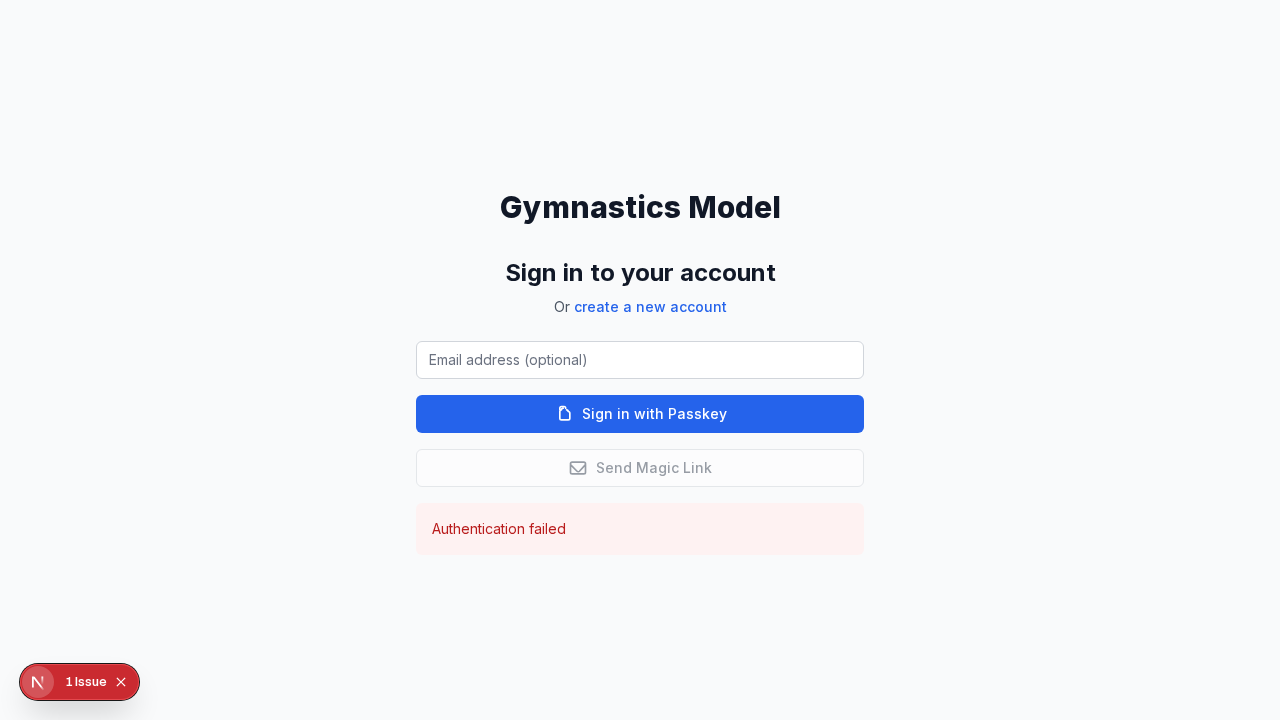 Gymnastics Model
Sign in to your account
Or create a new account
Email address (optional)
Sign in with Passkey
Send Magic Link
Authentication failed
N 1 Issue